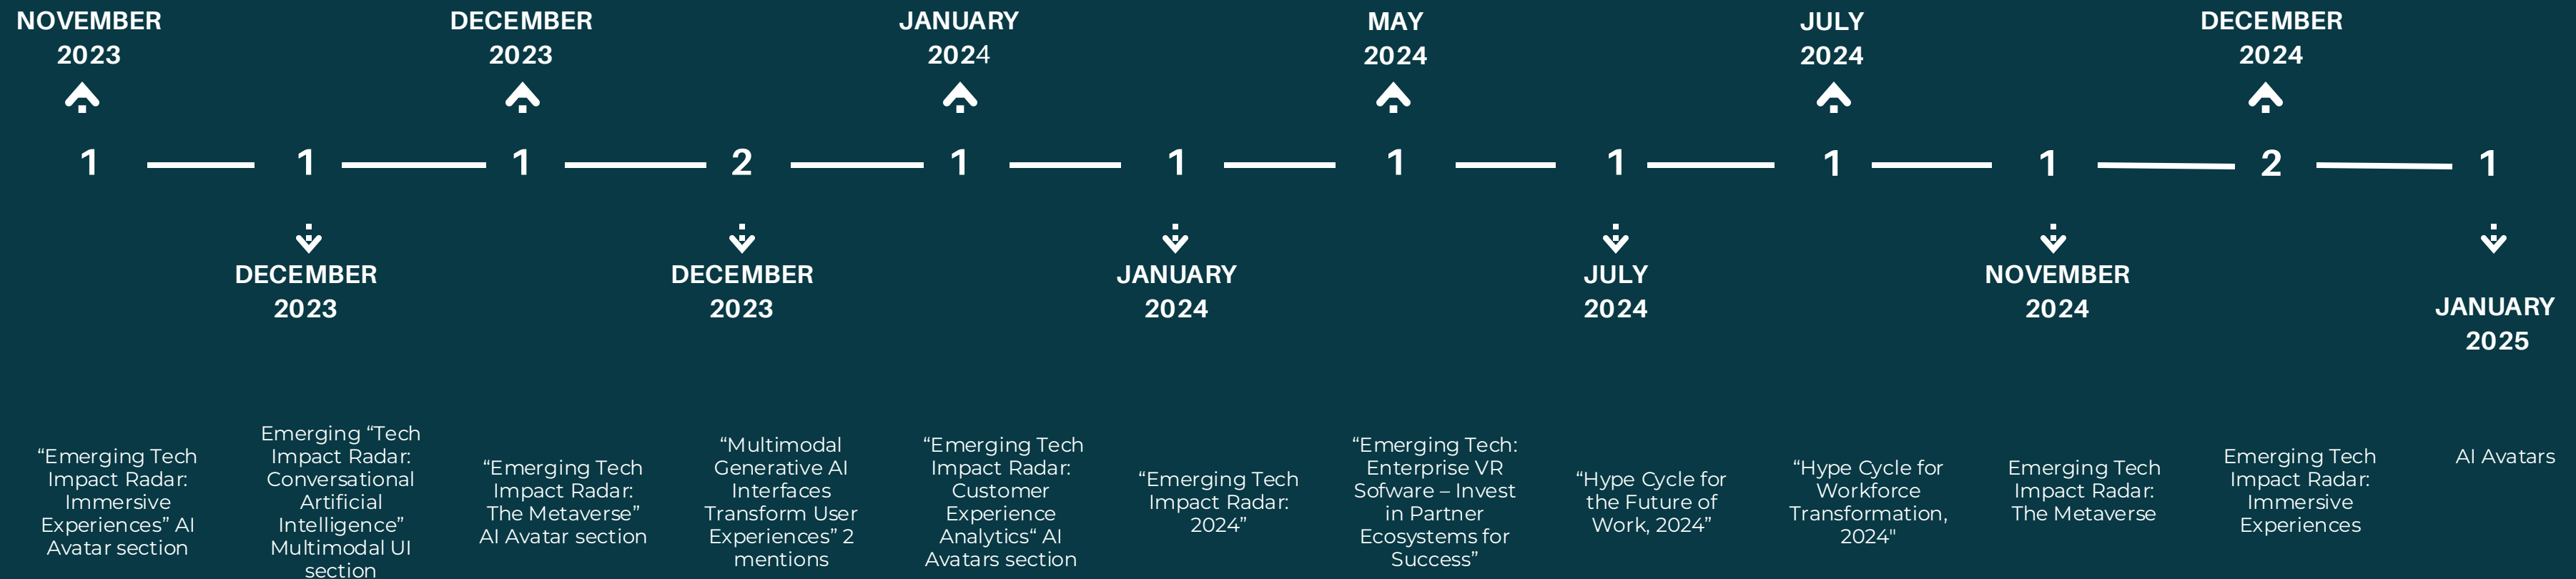 NOVEMBER
2023
DECEMBER
2023
JANUARY
2024
MAY
2024
JULY
2024
DECEMBER
2024
1
1
1
2
1
1
1
1
1
1
2
1
DECEMBER
2023
DECEMBER
2023
JANUARY
2024
JULY
2024
NOVEMBER
2024
JANUARY
2025
“Emerging Tech
Impact Radar:
Immersive
Experiences” AI
Avatar section
Emerging “Tech
Impact Radar:
Conversational
Artificial
Intelligence”
Multimodal UI
section
“Emerging Tech
Impact Radar:
The Metaverse”
AI Avatar section
“Multimodal
Generative AI
Interfaces
Transform User
Experiences” 2
mentions
“Emerging Tech
Impact Radar:
Customer
Experience
Analytics“ AI
Avatars section
“Emerging Tech
Impact Radar:
2024”
“Emerging Tech:
Enterprise VR
Sofware – Invest
in Partner
Ecosystems for
Success”
“Hype Cycle for
the Future of
Work, 2024”
“Hype Cycle for
Workforce
Transformation,
2024"
Emerging Tech
Impact Radar:
The Metaverse
Emerging Tech
Impact Radar:
Immersive
Experiences
AI Avatars